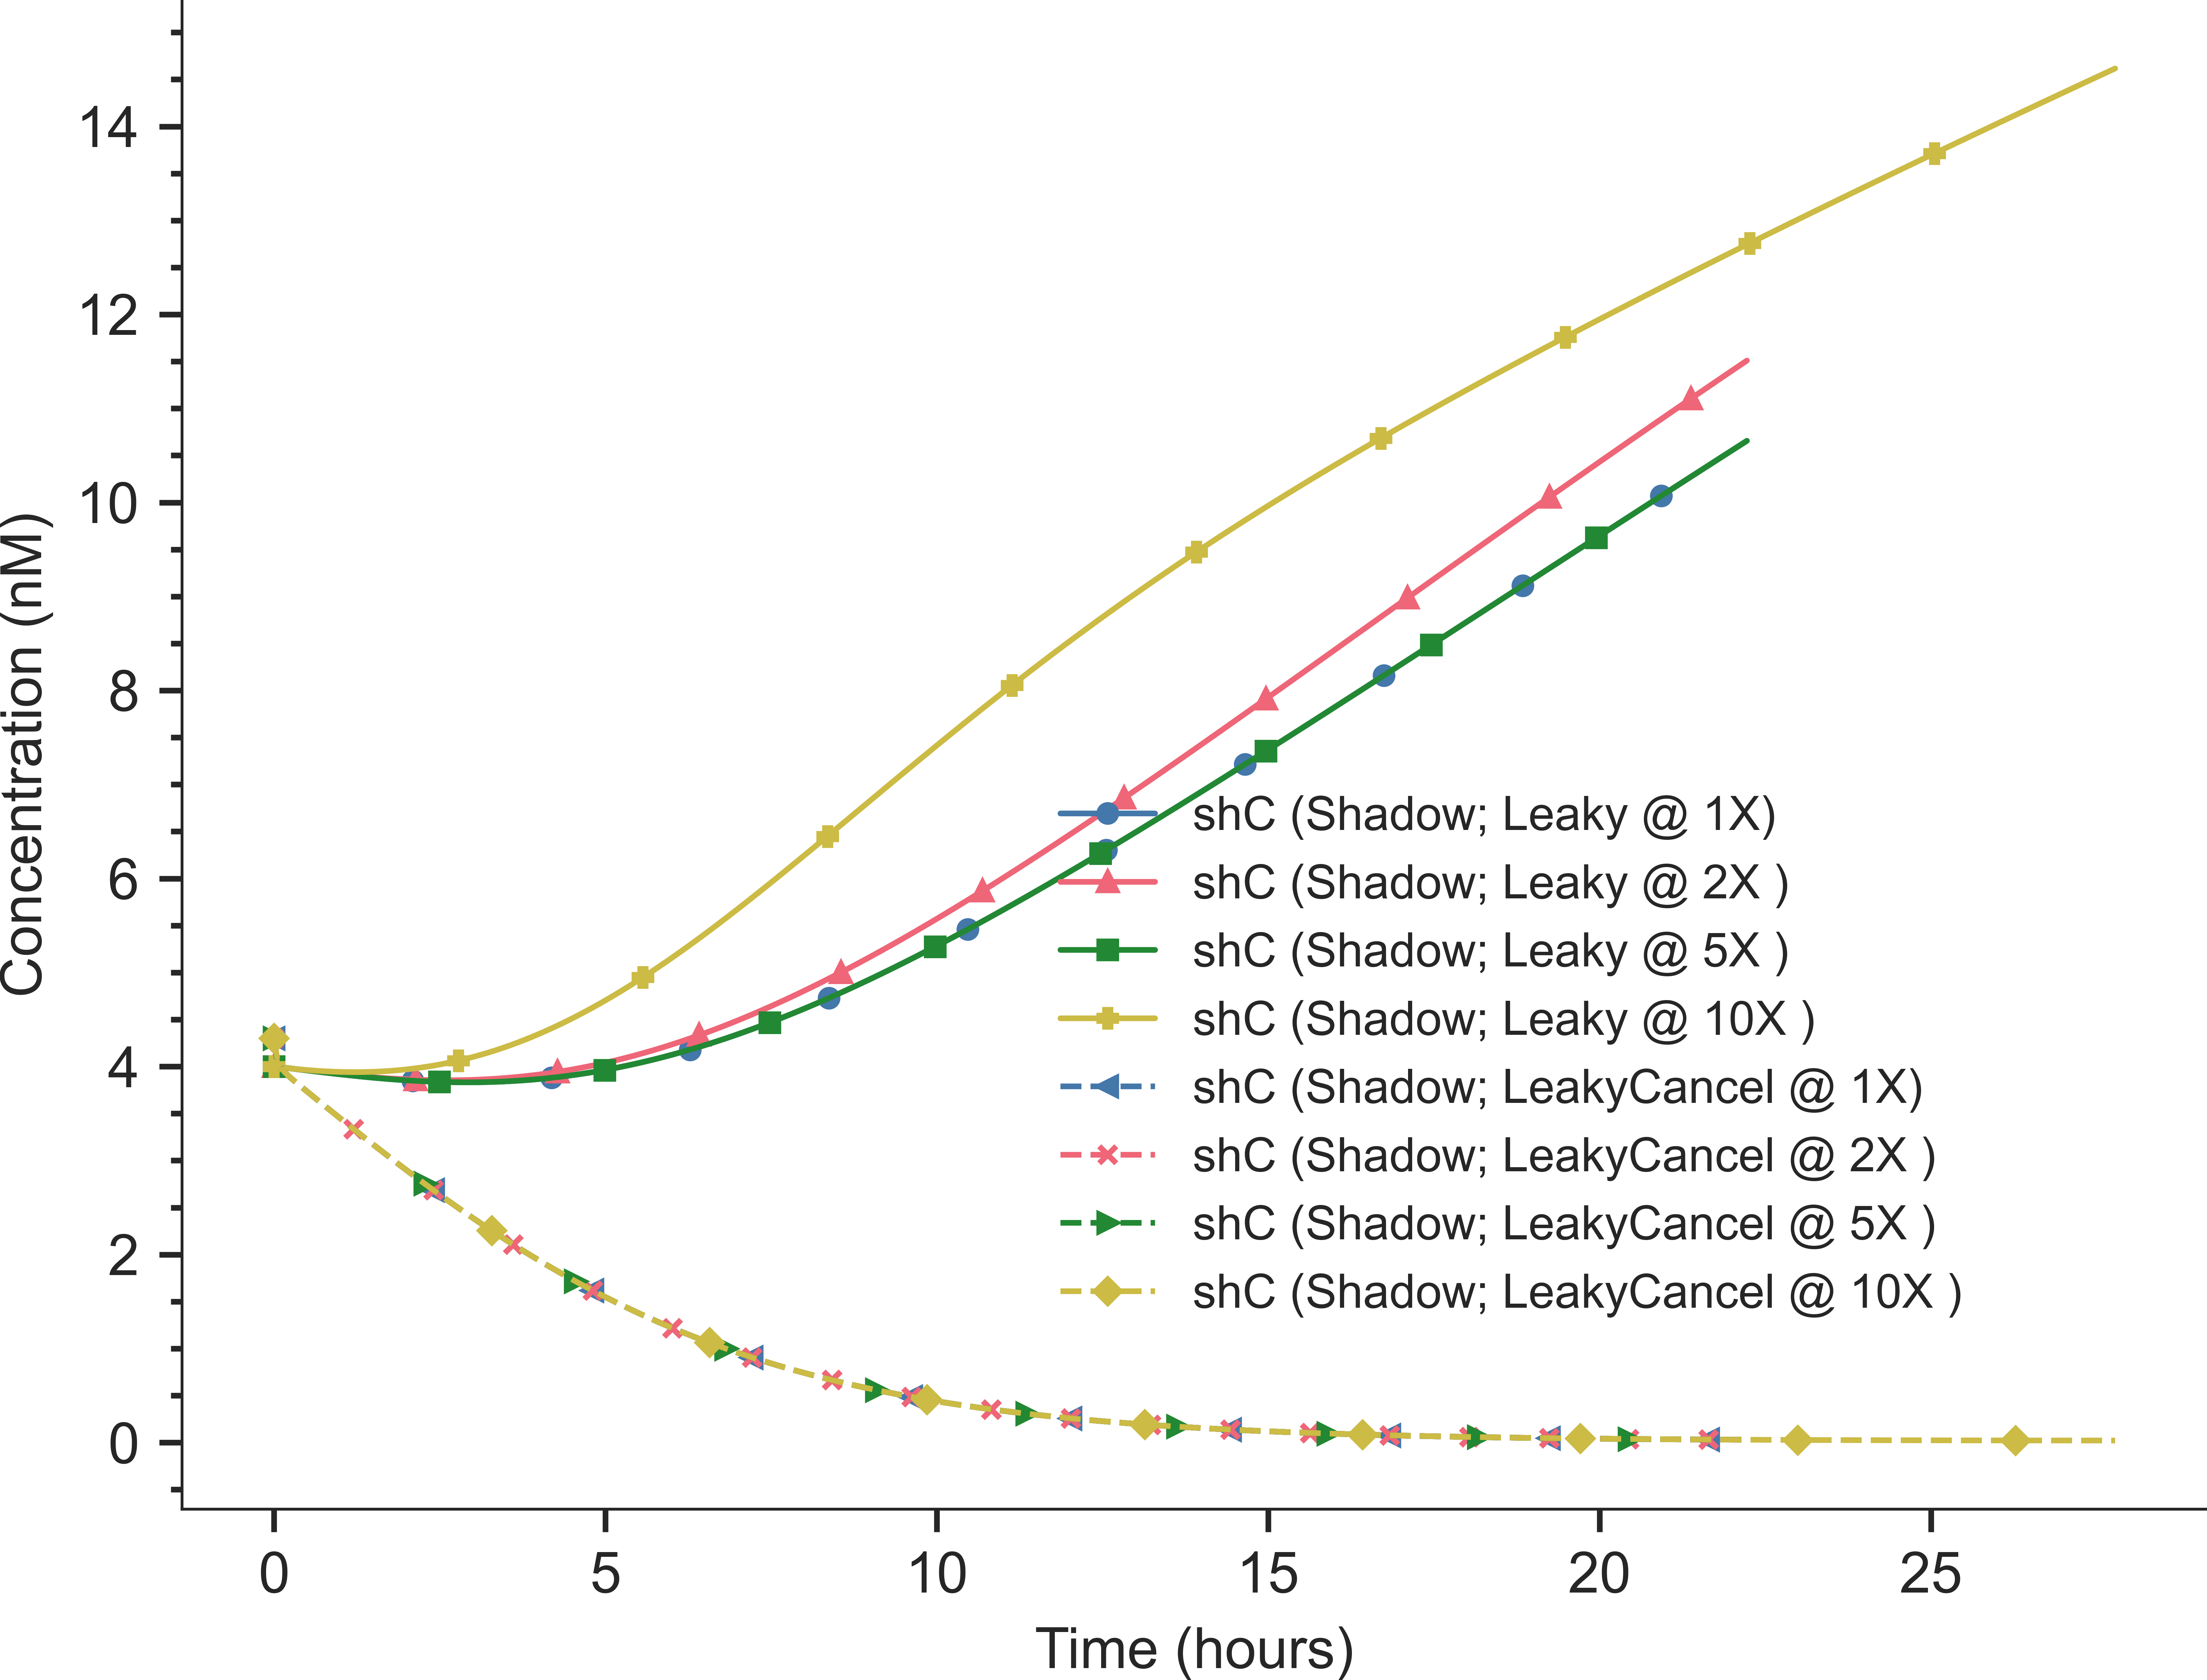 14
12
10
8
6
4
2
0
Concentration (nM)
shC (Shadow; Leaky @ 1X)
shC (Shadow; Leaky @ 2X )
shC (Shadow; Leaky @ 5X )
shC (Shadow; Leaky @ 10X )
shC (Shadow; LeakyCancel @ 1X)
shC (Shadow; LeakyCancel @ 2X )
shC (Shadow; LeakyCancel @ 5X )
shC (Shadow; LeakyCancel @ 10X )
0 5 10 15 20 25
Time (hours)